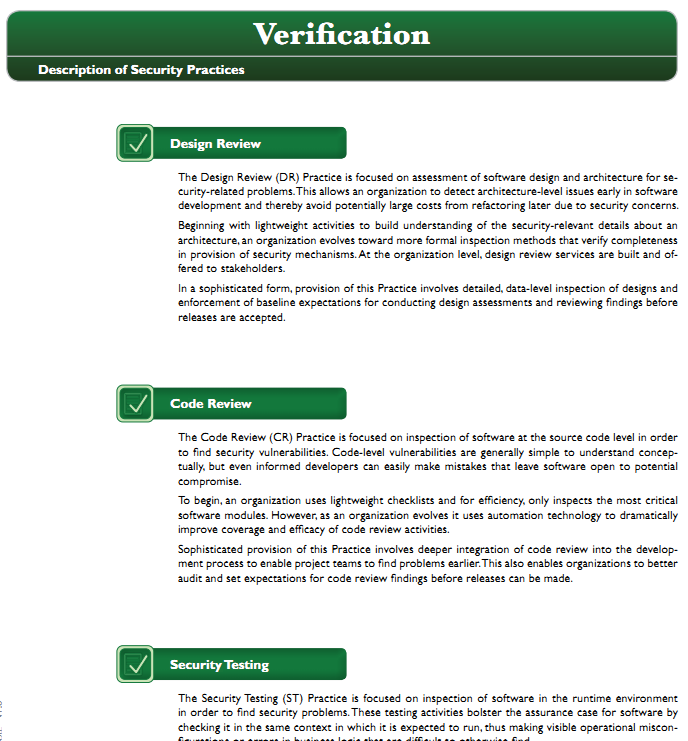 Verification
Description of Security Practices
Design Review
The Design Review (DR) Practice is focused on assessment of software design and architecture for se-
curity-related problems. This allows an organization to detect architecture-level issues early in software
development and thereby avoid potentially large costs from refactoring later due to security concerns.
Beginning with lightweight activities to build understanding of the security-relevant details about an
architecture, an organization evolves toward more formal inspection methods that verify completeness
in provision of security mechanisms. At the organization level, design review services are built and of-
fered to stakeholders.
In a sophisticated form, provision of this Practice involves detailed, data-level inspection of designs and
enforcement of baseline expectations for conducting design assessments and reviewing findings before
releases are accepted.
Code Review
The Code Review (CR) Practice is focused on inspection of software at the source code level in order
to find security vulnerabilities. Code-level vulnerabilities are generally simple to understand concep-
tually, but even informed developers can easily make mistakes that leave software open to potential
compromise.
To begin, an organization uses lightweight checklists and for efficiency, only inspects the most critical
software modules. However, as an organization evolves it uses automation technology to dramatically
improve coverage and efficacy of code review activities.
Sophisticated provision of this Practice involves deeper integration of code review into the develop-
ment process to enable project teams to find problems earlier. This also enables organizations to better
audit and set expectations for code review findings before releases can be made.
Security Testing
The Security Testing (ST) Practice is focused on inspection of software in the runtime environment
in order to find security problems. These testing activities bolster the assurance case for software by
checking it in the same context in which it is expected to run, thus making visible operational miscon-
figurations or errors in business logic that are difficult to otherwise find.